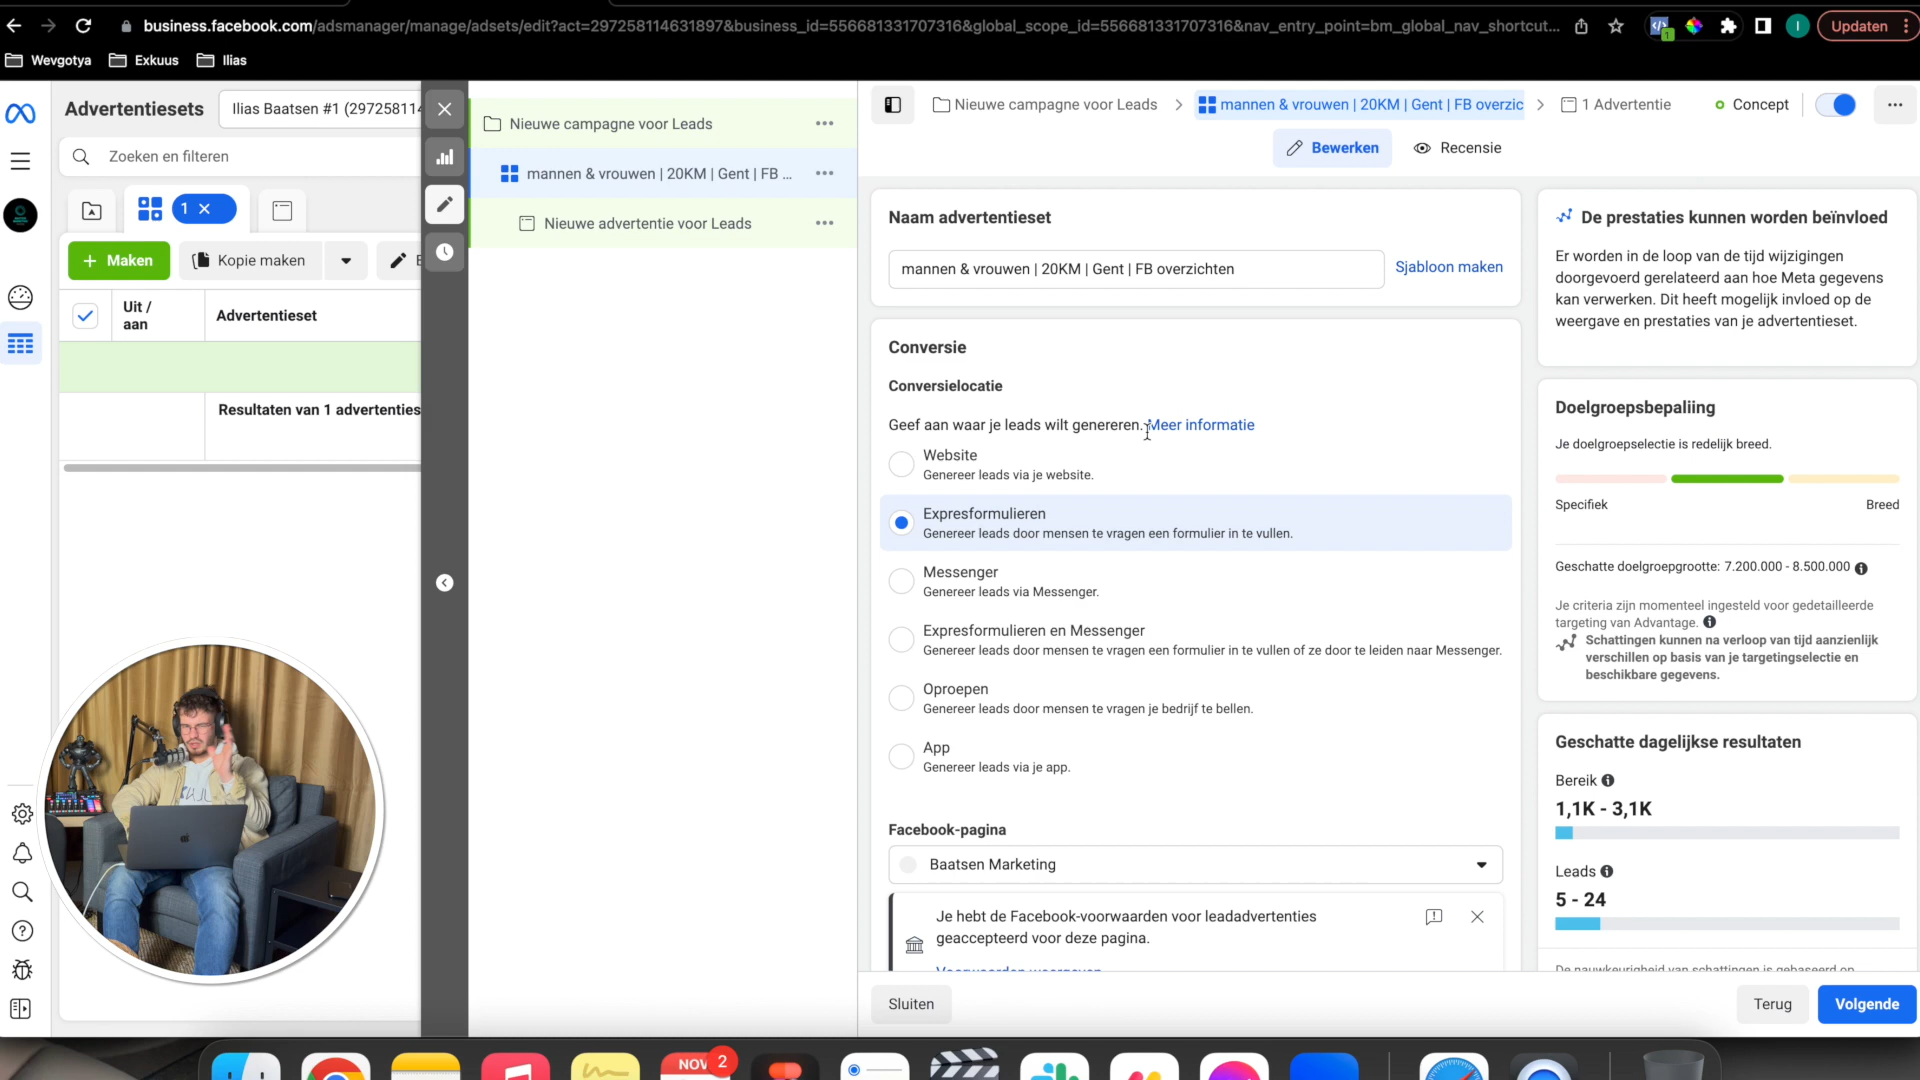 business.facebook.com/adsmanager/manage/adsets/edit?act=297258114631897&business_id=556681331707316&global_scope_id=556681331707316&nav_entry_point=bm_global_nav_shortcut...
1
I
Updaten
Wevgotya
Exkuus
Ilias
Advertentiesets
Ilias Baatsen #1 (297258114
Zoeken en filteren
1
Maken
Kopie maken
Uit / aan
Advertentieset
Resultaten van 1 advertenties
Nieuwe campagne voor Leads
mannen & vrouwen | 20KM | Gent | FB ...
Nieuwe advertentie voor Leads
Nieuwe campagne voor Leads
mannen & vrouwen | 20KM | Gent | FB overzic
1 Advertentie
Concept
Bewerken
Recensie
Naam advertentieset
mannen & vrouwen | 20KM | Gent | FB overzichten
Sjabloon maken
Conversie
Conversielocatie
Geef aan waar je leads wilt genereren. Meer informatie
Website
Genereer leads via je website.
Expresformulieren
Genereer leads door mensen te vragen een formulier in te vullen.
Messenger
Genereer leads via Messenger.
Expresformulieren en Messenger
Genereer leads door mensen te vragen een formulier in te vullen of ze door te leiden naar Messenger.
Oproepen
Genereer leads door mensen te vragen je bedrijf te bellen.
App
Genereer leads via je app.
Facebook-pagina
Baatsen Marketing
Je hebt de Facebook-voorwaarden voor leadadvertenties
geaccepteerd voor deze pagina.
Voorwaarden weergeven
De prestaties kunnen worden beïnvloed
Er worden in de loop van de tijd wijzigingen
doorgevoerd gerelateerd aan hoe Meta gegevens
kan verwerken. Dit heeft mogelijk invloed op de
weergave en prestaties van je advertentieset.
Doelgroepsbepaliing
Je doelgroepselectie is redelijk breed.
Specifiek
Breed
Geschatte doelgroepgrootte: 7.200.000 - 8.500.000
Je criteria zijn momenteel ingesteld voor gedetailleerde
targeting van Advantage.
Schattingen kunnen na verloop van tijd aanzienlijk
verschillen op basis van je targetingselectie en
beschikbare gegevens.
Geschatte dagelijkse resultaten
Bereik
1,1K - 3,1K
Leads
5 - 24
De nauwkeurigheid van schattingen is gebaseerd op
Sluiten
Terug
Volgende
NOV
2